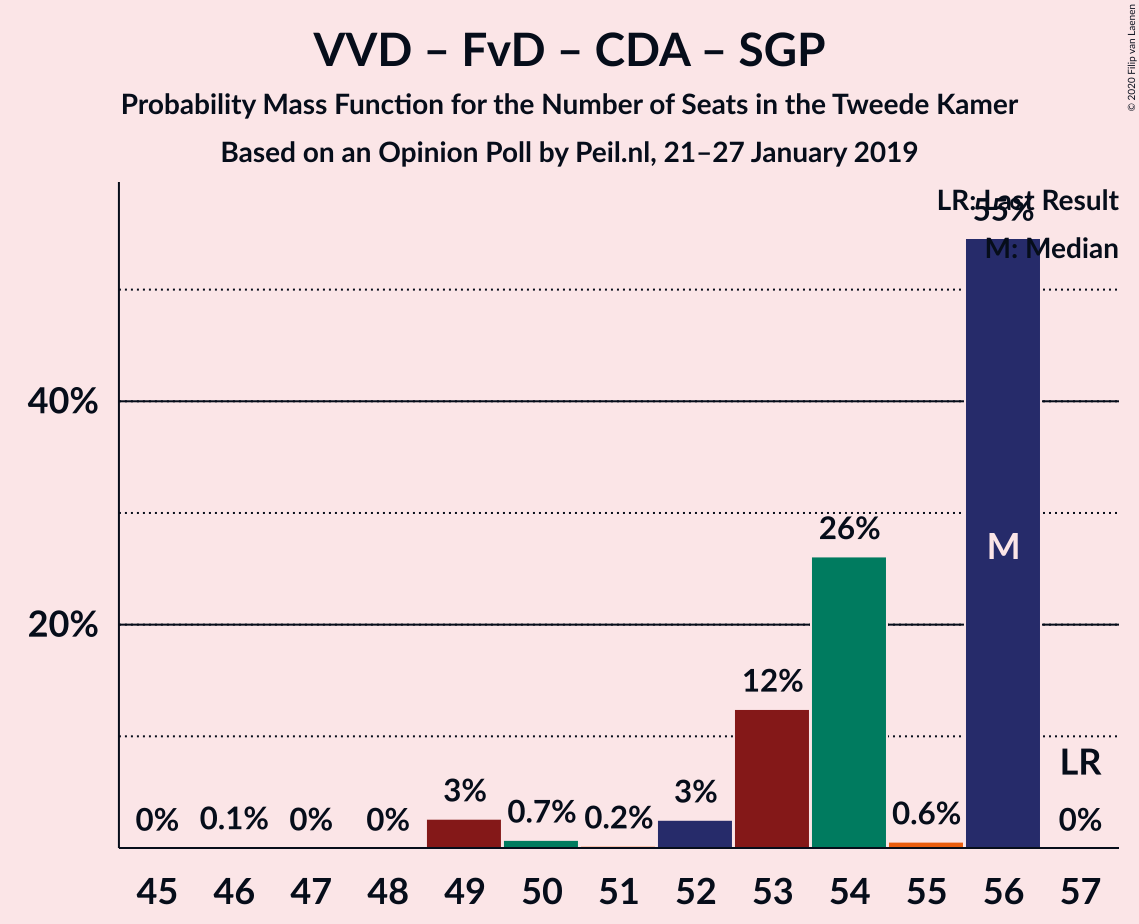 VVD – FvD – CDA – SGP
Probability Mass Function for the Number of Seats in the Tweede Kamer
Based on an Opinion Poll by Peil.nl, 21–27 January 2019
© 2020 Filip van Laenen
LR: Last Result
M: Median
55%
40%
20%
0%
0.1%
0%
0%
3%
0.7%
0.2%
3%
12%
26%
0.6%
M
LR
0%
45 46 47 48 49 50 51 52 53 54 55 56 57